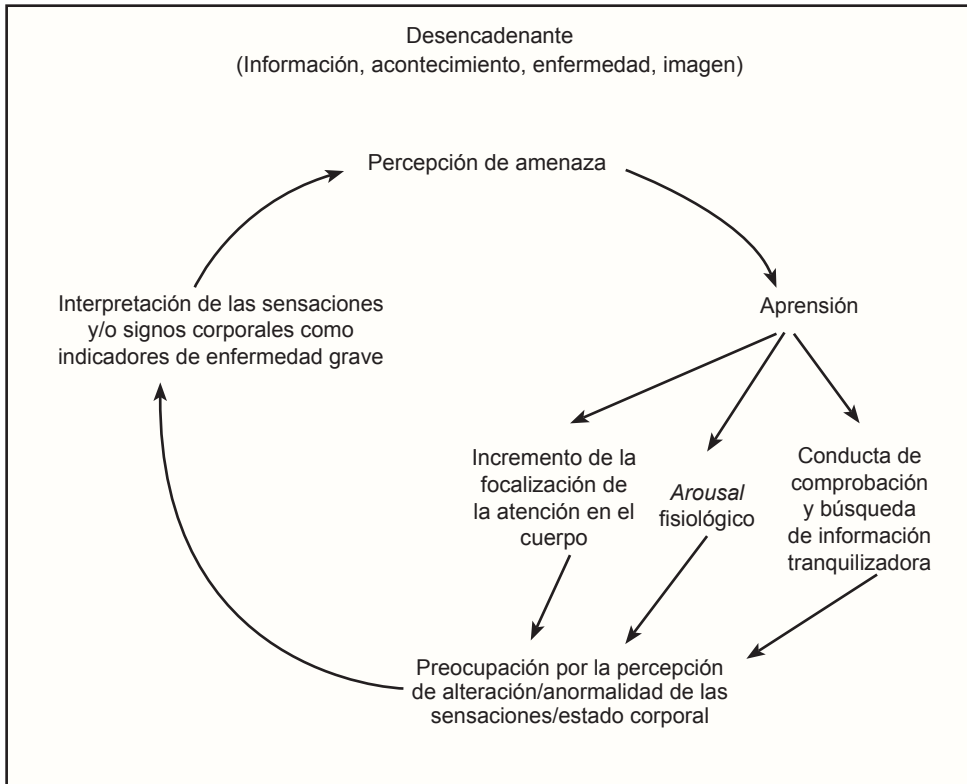 Desencadenante
(Información, acontecimiento, enfermedad, imagen)
Percepción de amenaza
Interpretación de las sensaciones
y/o signos corporales como
indicadores de enfermedad grave
Aprensión
Incremento de la
focalización de
la atención en el
cuerpo
Arousal
fisiológico
Conducta de
comprobación
y búsqueda
de información
tranquilizadora
Preocupación por la percepción
de alteración/anormalidad de las
sensaciones/estado corporal